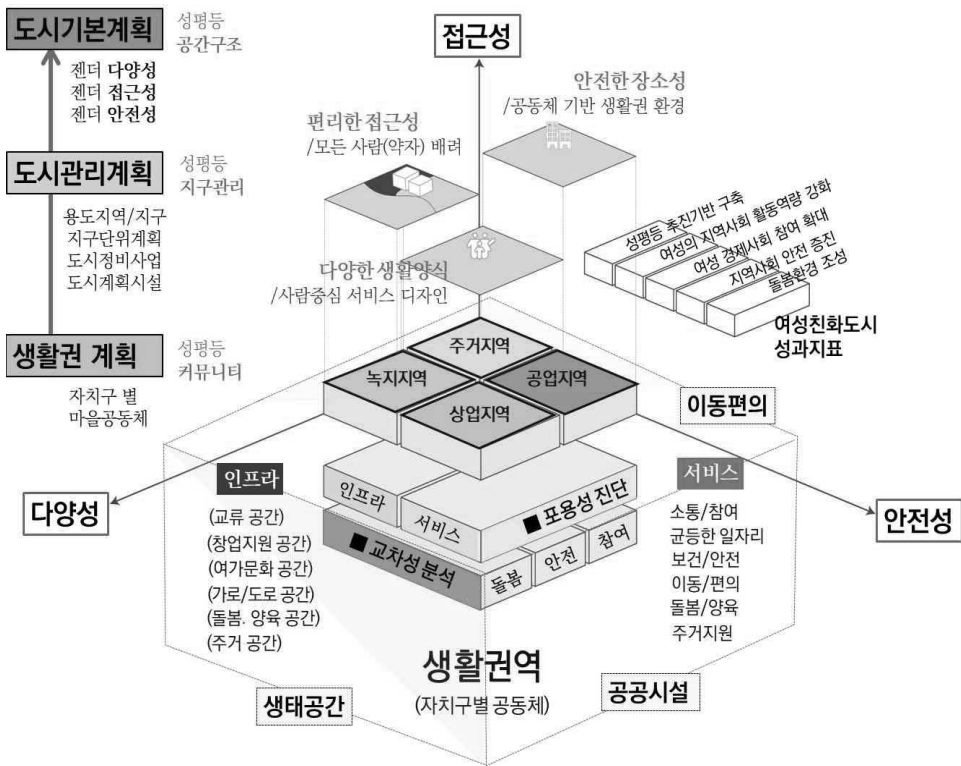 도시기본계획
성평등
공간구조
젠더 다양성
젠더 접근성
젠더 안전성
도시관리계획
성평등
지구관리
용도지역/지구
지구단위계획
도시정비사업
도시계획시설
생활권 계획
성평등
커뮤니티
자치구 별
마을공동체
접근성
안전한 장소성
/공동체 기반 생활권 환경
편리한 접근성
/모든 사람(약자) 배려
다양한 생활양식
/사람중심 서비스 디자인
성평등 추진기반 구축
여성의 지역사회 활동역량 강화
여성 경제사회 참여 확대
지역사회 안전 증진
돌봄환경 조성
여성친화도시
성과지표
주거지역
녹지지역
공업지역
상업지역
이동편의
다양성
안전성
인프라
(교류 공간)
(창업지원 공간)
(여가문화 공간)
(가로/도로 공간)
(돌봄. 양육 공간)
(주거 공간)
인프라
서비스
■ 포용성 진단
■ 교차성 분석
돌봄
안전
참여
서비스
소통/참여
균등한 일자리
보건/안전
이동/편의
돌봄/양육
주거지원
생활권역
(자치구별 공동체)
생태공간
공공시설